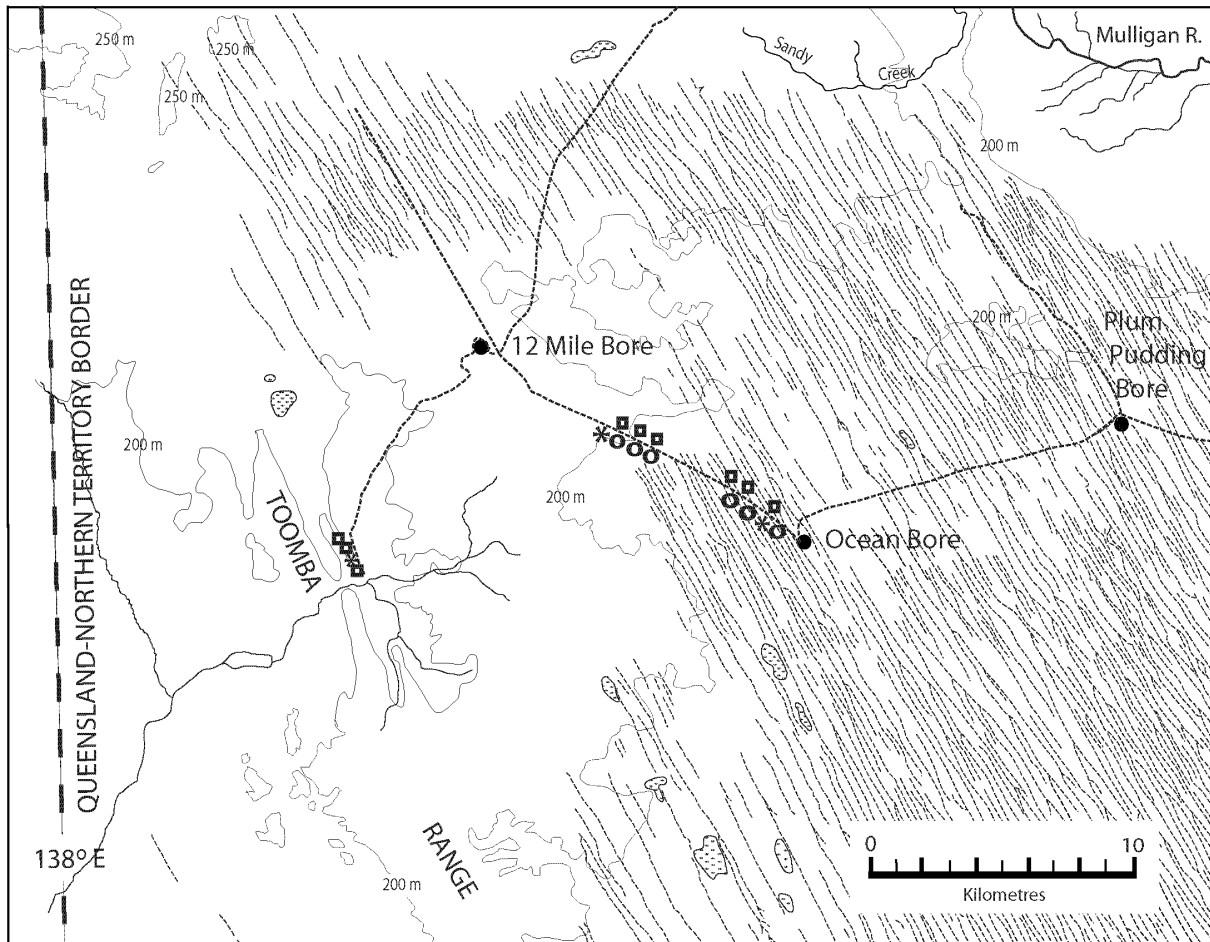 250 m
250 m
250 m
Sandy
Creek
Mulligan R.
200 m
QUEENSLAND-NORTHERN TERRITORY BORDER
12 Mile Bore
200 m
Plum
Pudding
Bore
200 m
TOOMBA
200 m
Ocean Bore
RANGE
138° E
200 m
0
10
Kilometres